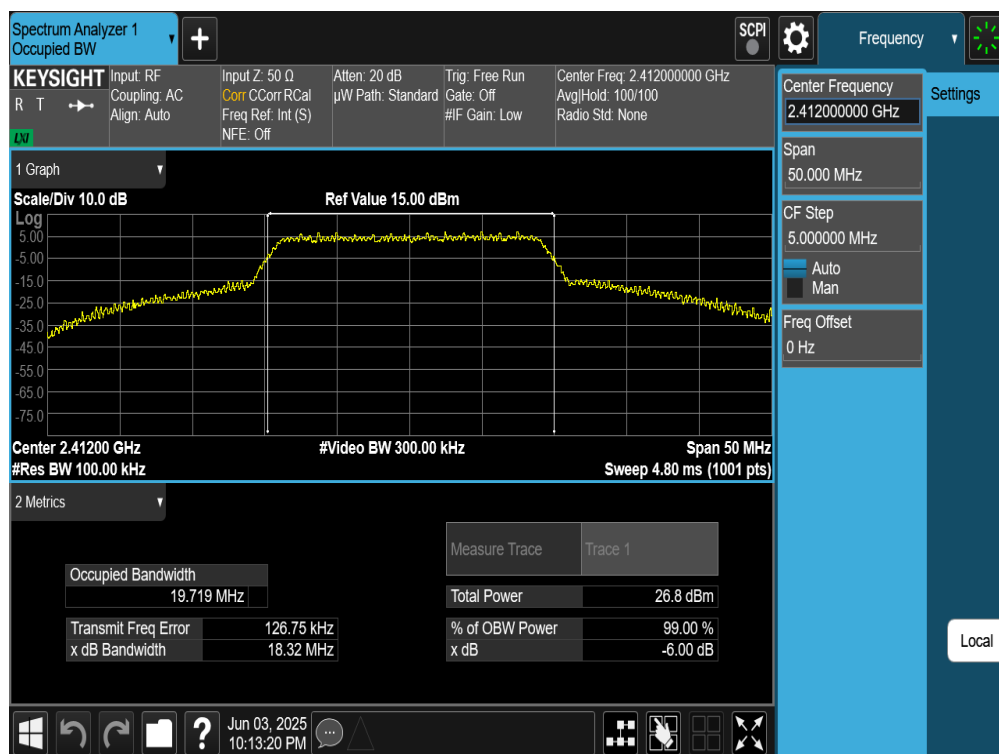 Spectrum Analyzer 1
Occupied BW
SCPI
Frequency
KEYSIGHT
R T
LXI
Input: RF
Coupling: AC
Align: Auto
Input Z: 50 Ω
Corr CCorr RCal
Freq Ref: Int (S)
NFE: Off
Atten: 20 dB
µW Path: Standard
Trig: Free Run
Gate: Off
#IF Gain: Low
Center Freq: 2.412000000 GHz
Avg|Hold: 100/100
Radio Std: None
Center Frequency
2.412000000 GHz
Settings
Span
50.000 MHz
CF Step
5.000000 MHz
Auto
Man
Freq Offset
0 Hz
Local
1 Graph
Scale/Div 10.0 dB
Ref Value 15.00 dBm
Log
5.00
-5.00
-15.0
-25.0
-35.0
-45.0
-55.0
-65.0
-75.0
Center 2.41200 GHz
#Video BW 300.00 kHz
Span 50 MHz
#Res BW 100.00 kHz
Sweep 4.80 ms (1001 pts)
2 Metrics
Measure Trace
Trace 1
Occupied Bandwidth
19.719 MHz
Total Power
26.8 dBm
Transmit Freq Error
126.75 kHz
% of OBW Power
99.00 %
x dB Bandwidth
18.32 MHz
x dB
-6.00 dB
?
Jun 03, 2025
10:13:20 PM